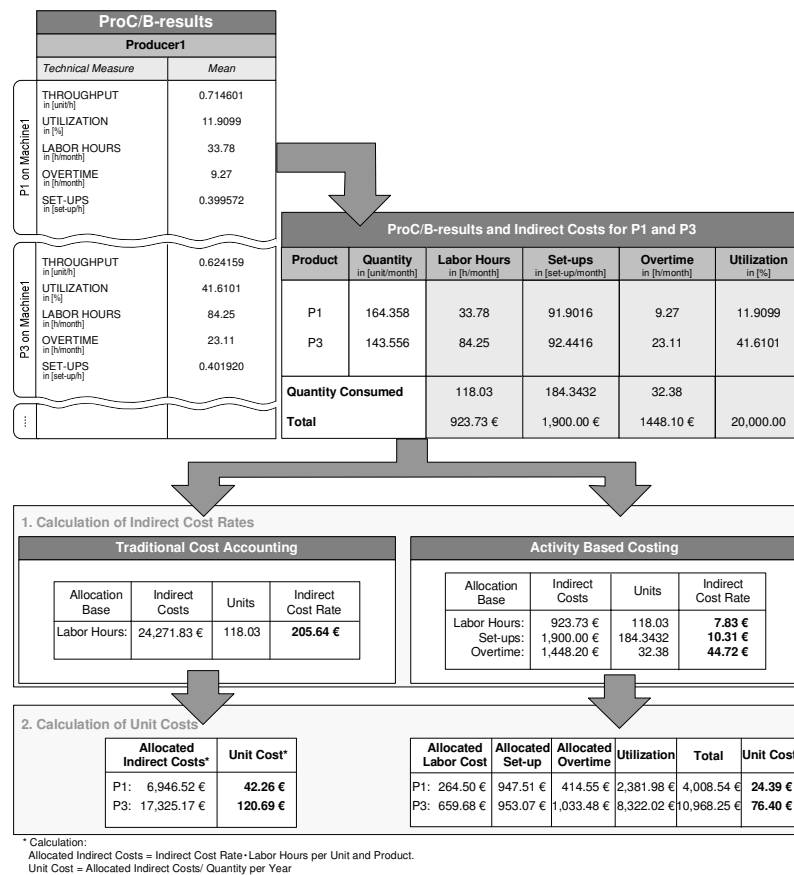 ProC/B-results
Producer1
Technical Measure Mean
P1 on Machine1
THROUGHPUT 0.714601
in [unit/h]
UTILIZATION 11.9099
in [%]
LABOR HOURS 33.78
in [h/month]
OVERTIME 9.27
in [h/month]
SET-UPS 0.399572
in [set-up/h]
P3 on Machine1
THROUGHPUT 0.624159
in [unit/h]
UTILIZATION 41.6101
in [%]
LABOR HOURS 84.25
in [h/month]
OVERTIME 23.11
in [h/month]
SET-UPS 0.401920
in [set-up/h]
....
ProC/B-results and Indirect Costs for P1 and P3
Product Quantity Labor Hours Set-ups Overtime Utilization
in [unit/month] in [h/month] in [set-up/month] in [h/month] in [%]
P1 164.358 33.78 91.9016 9.27 11.9099
P3 143.556 84.25 92.4416 23.11 41.6101
Quantity Consumed 118.03 184.3432 32.38
Total 923.73 € 1,900.00 € 1448.10 € 20,000.00
1. Calculation of Indirect Cost Rates
Traditional Cost Accounting
Allocation Indirect Units Indirect
Base Costs Cost Rate
Labor Hours: 24,271.83 € 118.03 205.64 €
Activity Based Costing
Allocation Indirect Units Indirect
Base Costs Cost Rate
Labor Hours: 923.73 € 118.03 7.83 €
Set-ups: 1,900.00 € 184.3432 10.31 €
Overtime: 1,448.20 € 32.38 44.72 €
2. Calculation of Unit Costs
Allocated Unit Cost*
Indirect Costs*
P1: 6,946.52 € 42.26 €
P3: 17,325.17 € 120.69 €
Allocated Allocated Allocated Utilization Total Unit Cost
Labor Cost Set-up Overtime
P1: 264.50 € 947.51 € 414.55 € 2,381.98 € 4,008.54 € 24.39 €
P3: 659.68 € 953.07 € 1,033.48 € 8,322.02 € 10,968.25 € 76.40 €
* Calculation:
Allocated Indirect Costs = Indirect Cost Rate•Labor Hours per Unit and Product.
Unit Cost = Allocated Indirect Costs/ Quantity per Year